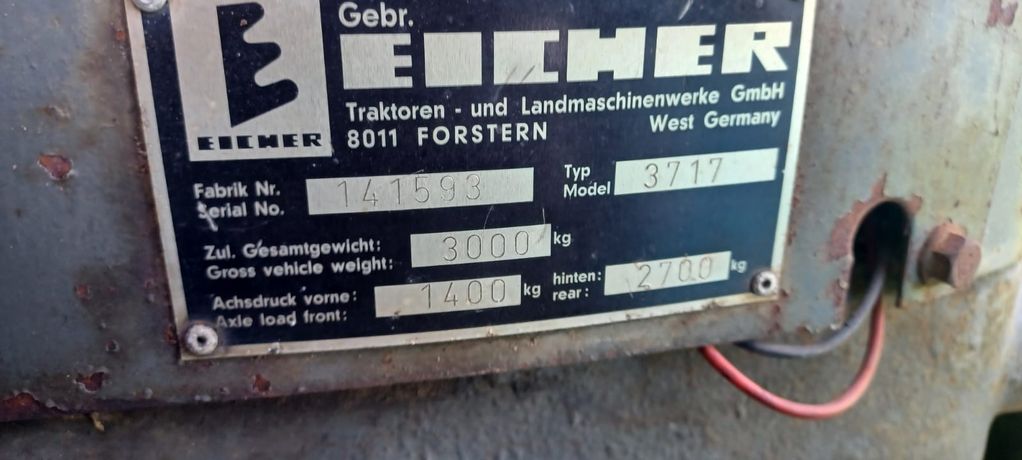 Gebr.
EICHER
EICHER
Traktoren - und Landmaschinenwerke GmbH
8011 FORSTERN West Germany
Fabrik Nr. 141593 Typ 3717
Serial No. Model
Zul. Gesamtgewicht: 3000 kg
Gross vehicle weight:
Achsdruck vorne: 1400 kg hinten: 2700 kg
Axle load front: rear: